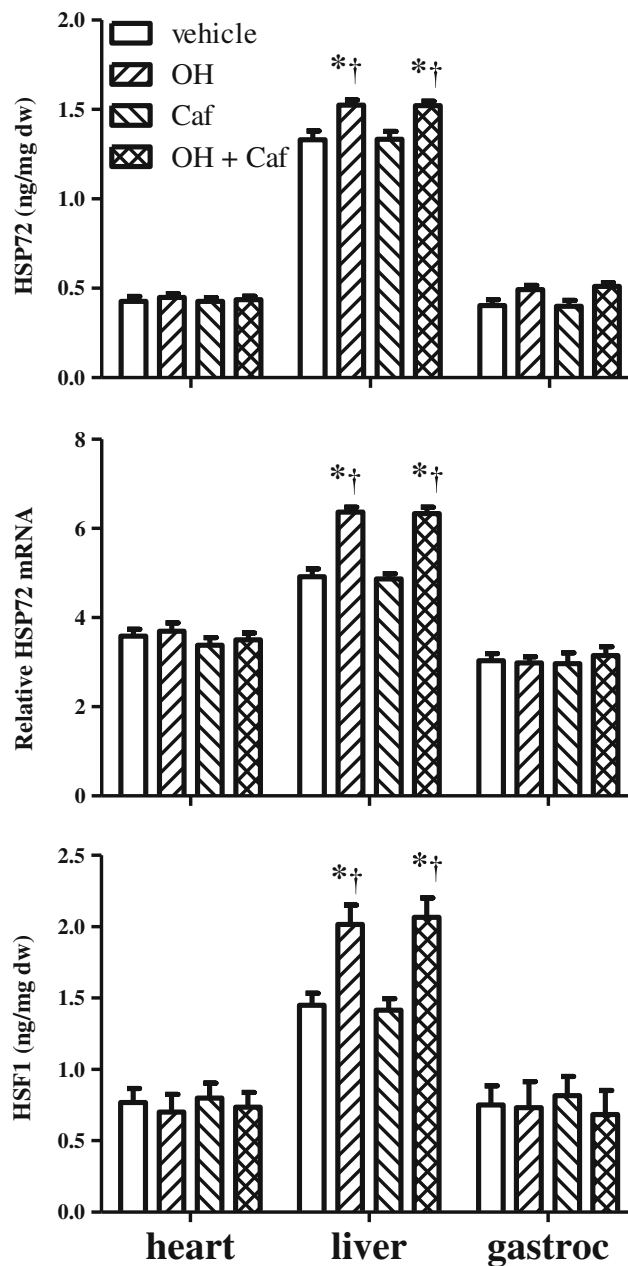 HSP72 (ng/mg dw)
2.0
1.5
1.0
0.5
0.0
vehicle
OH
Caf
OH + Caf
*†
*†
Relative HSP72 mRNA
8
6
4
2
0
*†
*†
HSF1 (ng/mg dw)
2.5
2.0
1.5
1.0
0.5
0.0
*†
*†
heart liver gastroc